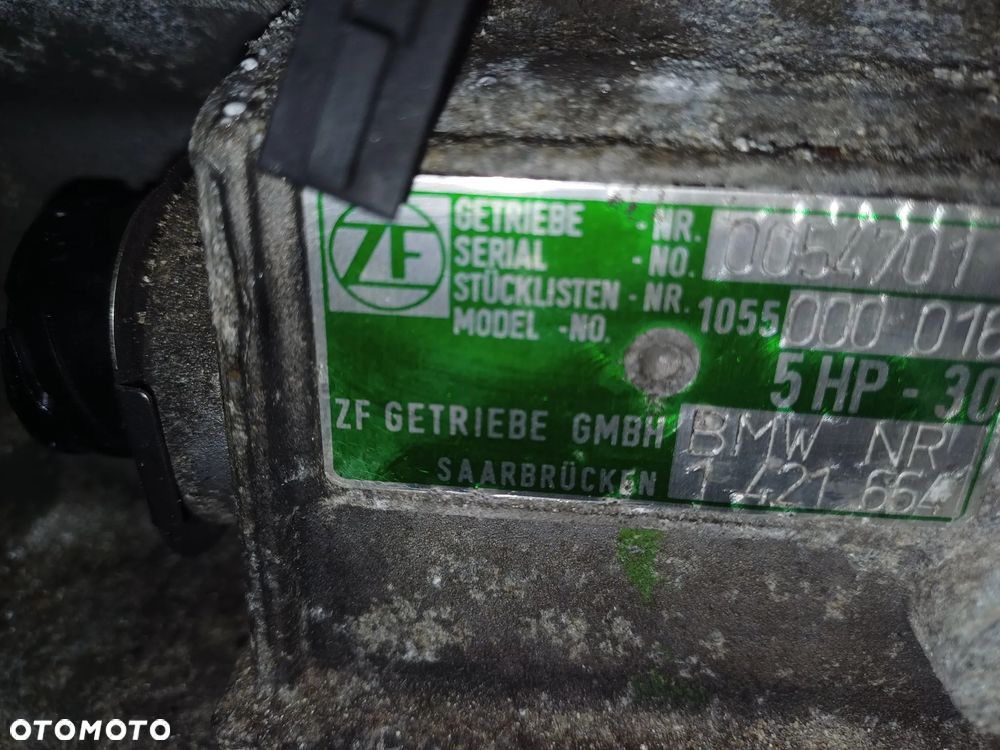 ZF
GETRIEBE - NR. 0054701
SERIAL - NO.
STÜCKLISTEN - NR. 1055 000 018
MODEL - NO.
5 HP - 30
ZF GETRIEBE GMBH BMW NR
SAARBRÜCKEN 1 421 664
OTOMOTO